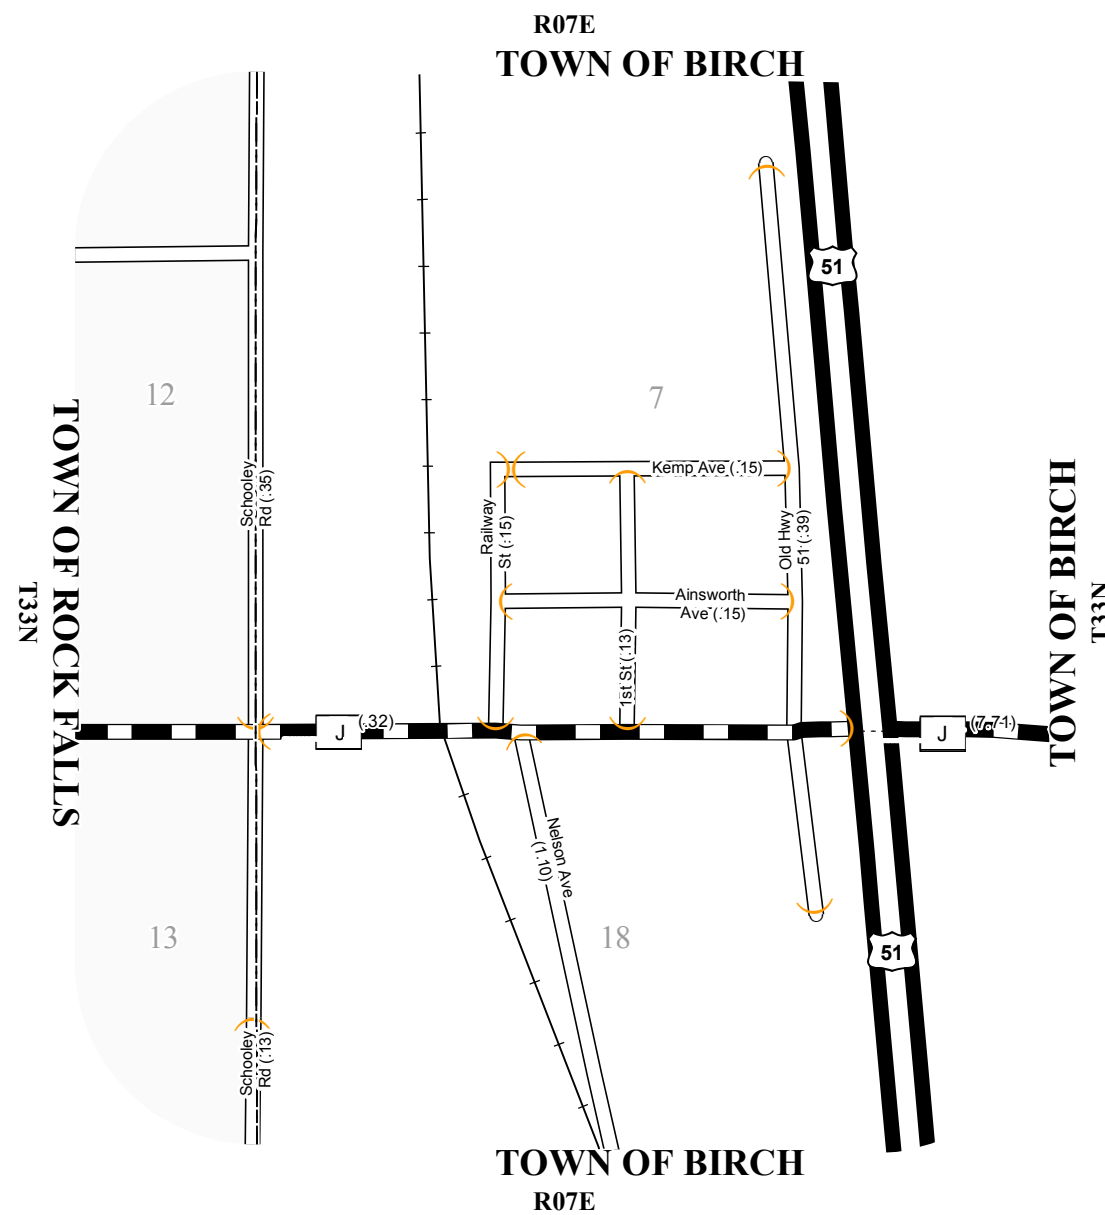 R07E
TOWN OF BIRCH
51
12
7
TOWN OF ROCK FALLS
T33N
TOWN OF BIRCH
T33N
Schooley
Rd (.35)
Kemp Ave (.15)
Railway
St (.15)
Old Hwy
51 (.39)
Ainsworth
Ave (.15)
1st St (.13)
J
(.32)
J
(7.71)
Nelson Ave
(1.10)
13
18
51
Schooley
Rd (.13)
TOWN OF BIRCH
R07E